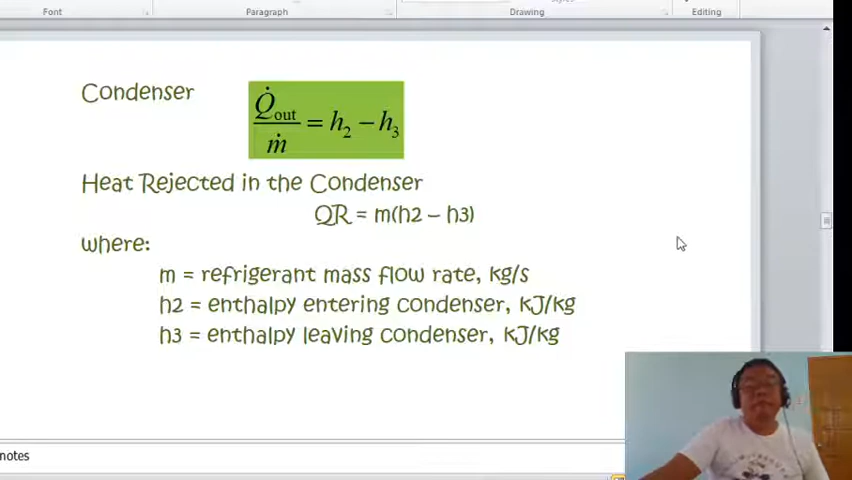 Font Paragraph Drawing Editing
Condenser
Q̇out / ṁ = h2 − h3
Heat Rejected in the Condenser
QR = m(h2 – h3)
where:
m = refrigerant mass flow rate, kg/s
h2 = enthalpy entering condenser, kJ/kg
h3 = enthalpy leaving condenser, kJ/kg
notes